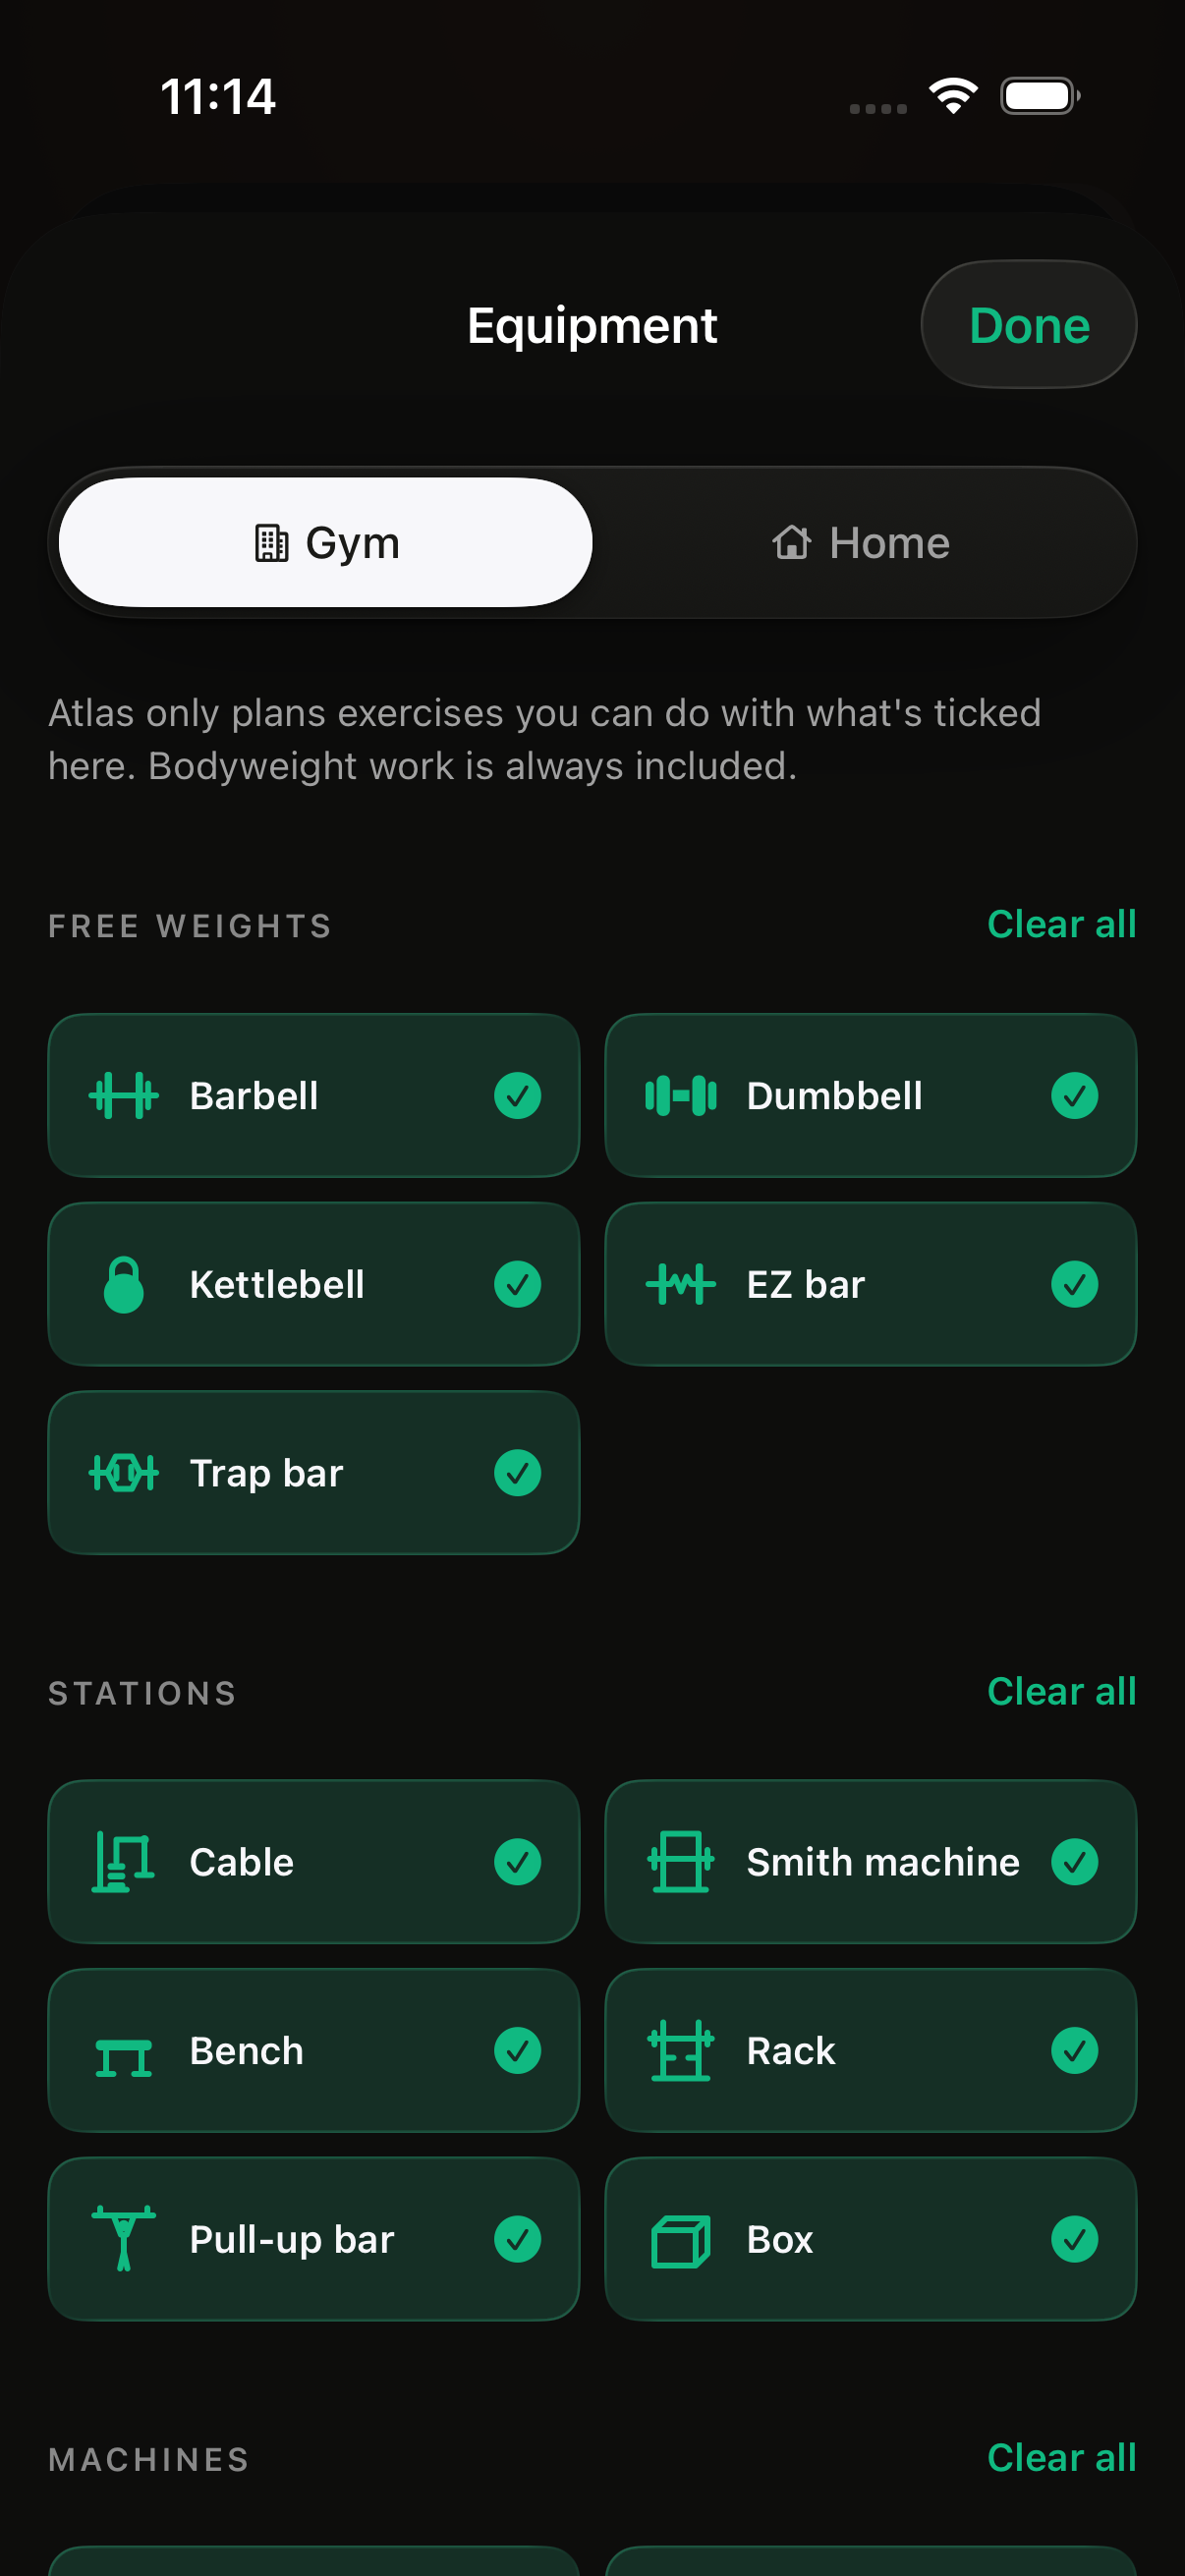 11:14
Equipment
Done
Gym
Home
Atlas only plans exercises you can do with what's ticked
here. Bodyweight work is always included.
FREE WEIGHTS
Clear all
Barbell
Dumbbell
Kettlebell
EZ bar
Trap bar
STATIONS
Clear all
Cable
Smith machine
Bench
Rack
Pull-up bar
Box
MACHINES
Clear all